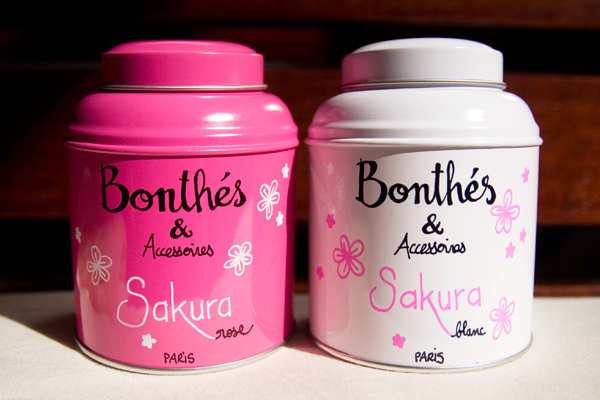 Bonthés
&
Accessoires
Sakura
rose
PARIS
Bonthés
&
Accessoires
Sakura
blanc
PARIS